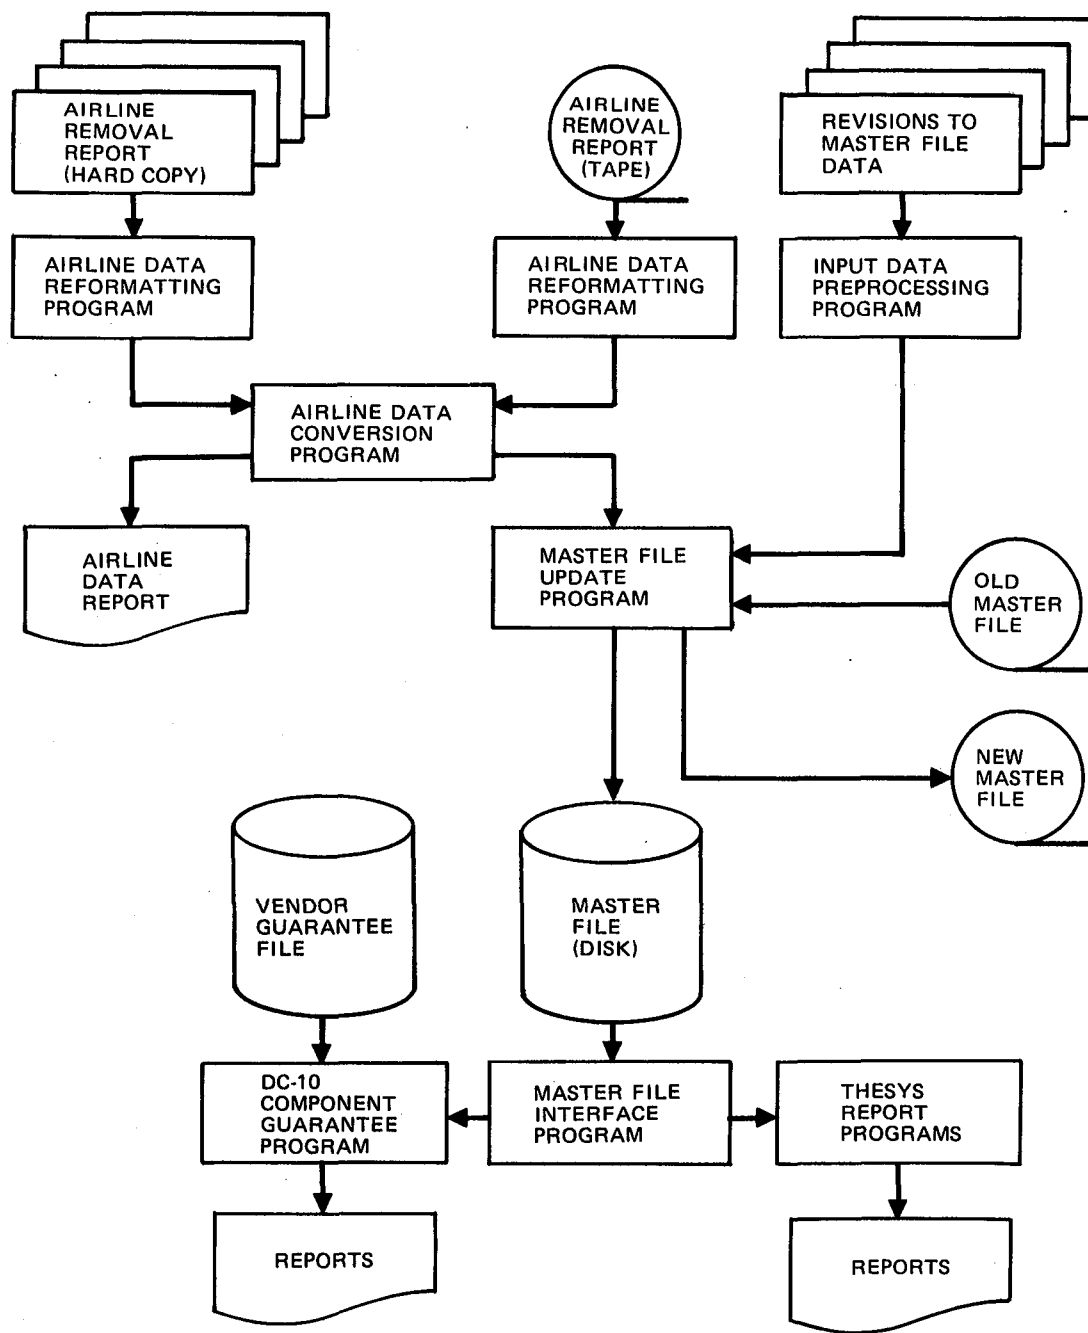 AIRLINE
REMOVAL
REPORT
(HARD COPY)
AIRLINE
REMOVAL
REPORT
(TAPE)
REVISIONS TO
MASTER FILE
DATA
AIRLINE DATA
REFORMATTING
PROGRAM
AIRLINE DATA
REFORMATTING
PROGRAM
INPUT DATA
PREPROCESSING
PROGRAM
AIRLINE DATA
CONVERSION
PROGRAM
AIRLINE
DATA
REPORT
MASTER FILE
UPDATE
PROGRAM
OLD
MASTER
FILE
NEW
MASTER
FILE
VENDOR
GUARANTEE
FILE
MASTER
FILE
(DISK)
DC-10
COMPONENT
GUARANTEE
PROGRAM
MASTER FILE
INTERFACE
PROGRAM
THESYS
REPORT
PROGRAMS
REPORTS
REPORTS